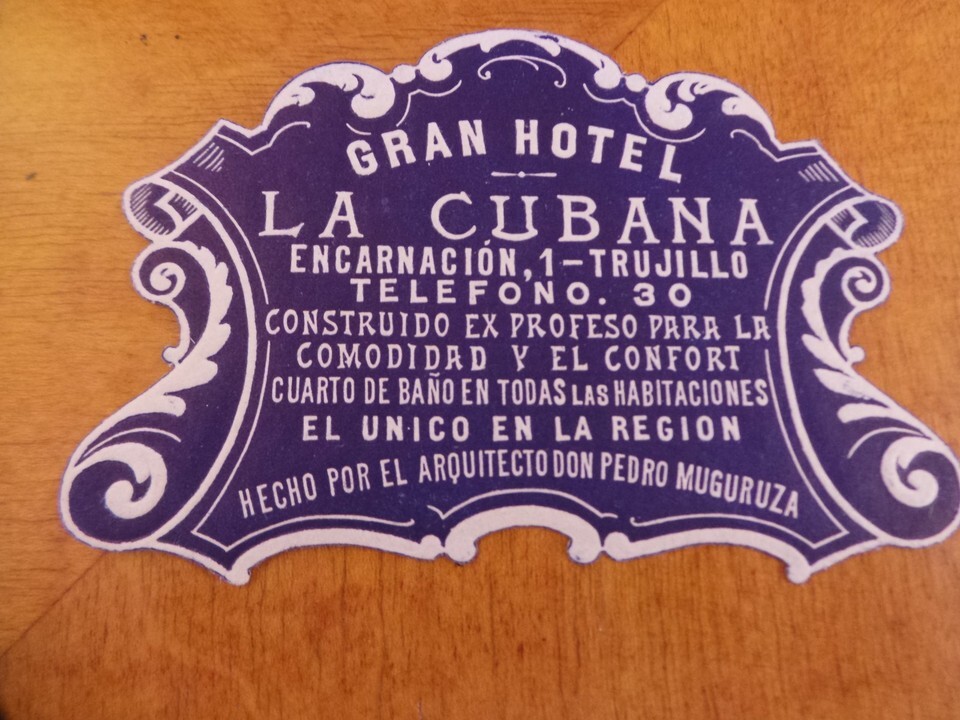 GRAN HOTEL
LA CUBANA
ENCARNACIÓN, 1-TRUJILLO
TELEFONO. 30
CONSTRUIDO EX PROFESO PARA LA
COMODIDAD Y EL CONFORT
CUARTO DE BAÑO EN TODAS LAS HABITACIONES
EL UNICO EN LA REGION
HECHO POR EL ARQUITECTO DON PEDRO MUGURUZA